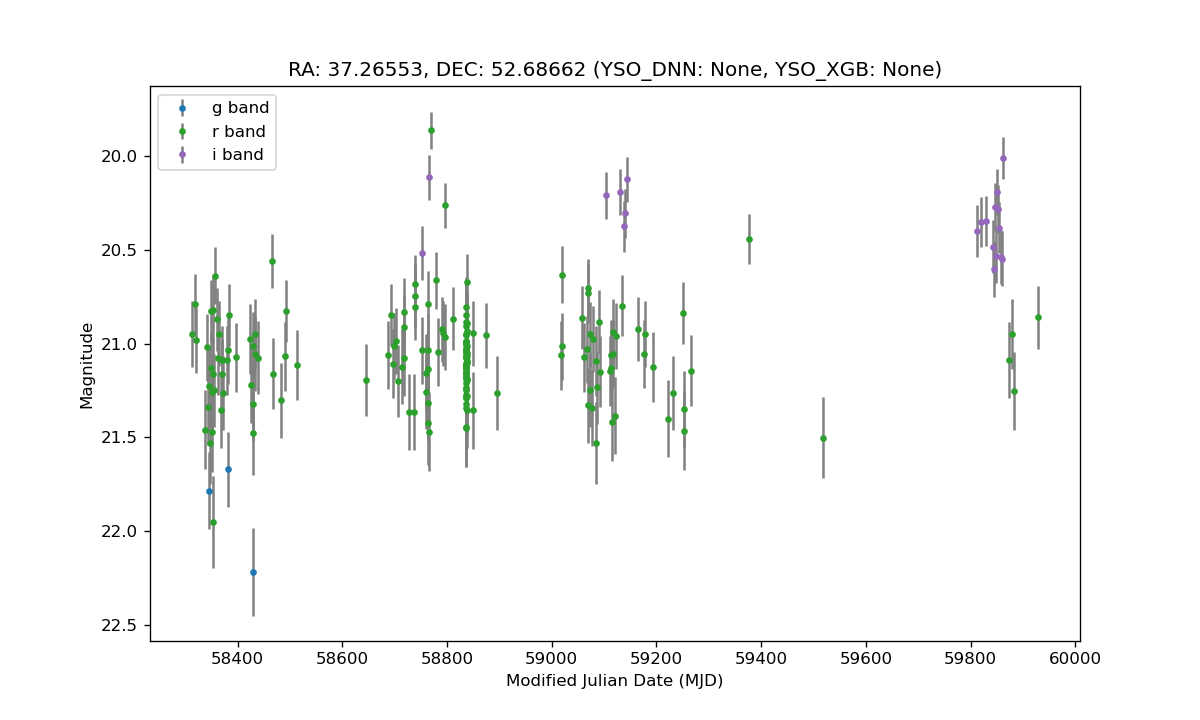 RA: 37.26553, DEC: 52.68662 (YSO_DNN: None, YSO_XGB: None)
g band
r band
i band
20.0
20.5
21.0
21.5
22.0
22.5
Magnitude
58400 58600 58800 59000 59200 59400 59600 59800 60000
Modified Julian Date (MJD)